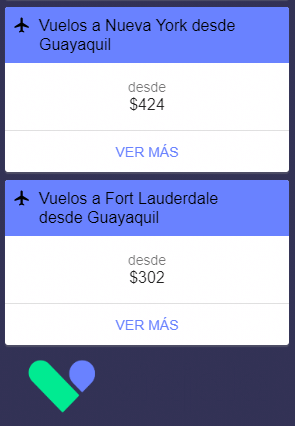 Vuelos a Nueva York desde
Guayaquil
desde
$424
VER MÁS
Vuelos a Fort Lauderdale
desde Guayaquil
desde
$302
VER MÁS